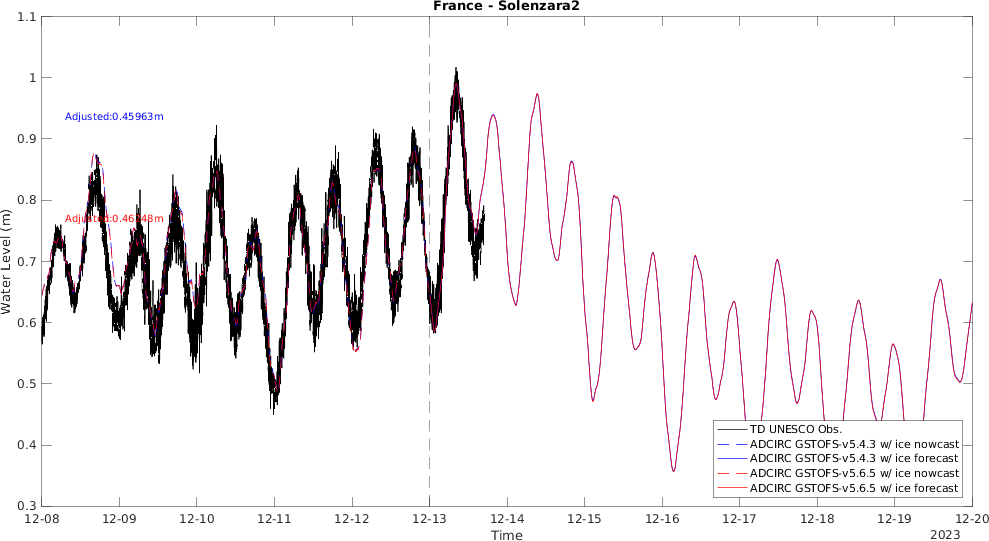 France - Solenzara2
1.1
1
0.9
0.8
0.7
0.6
0.5
0.4
0.3
Water Level (m)
Adjusted:0.45963m
TD UNESCO Obs.
ADCIRC GSTOFS-v5.4.3 w/ ice nowcast
ADCIRC GSTOFS-v5.4.3 w/ ice forecast
ADCIRC GSTOFS-v5.6.5 w/ ice nowcast
ADCIRC GSTOFS-v5.6.5 w/ ice forecast
12-08 12-09 12-10 12-11 12-12 12-13 12-14 12-15 12-16 12-17 12-18 12-19 12-20
Time
2023